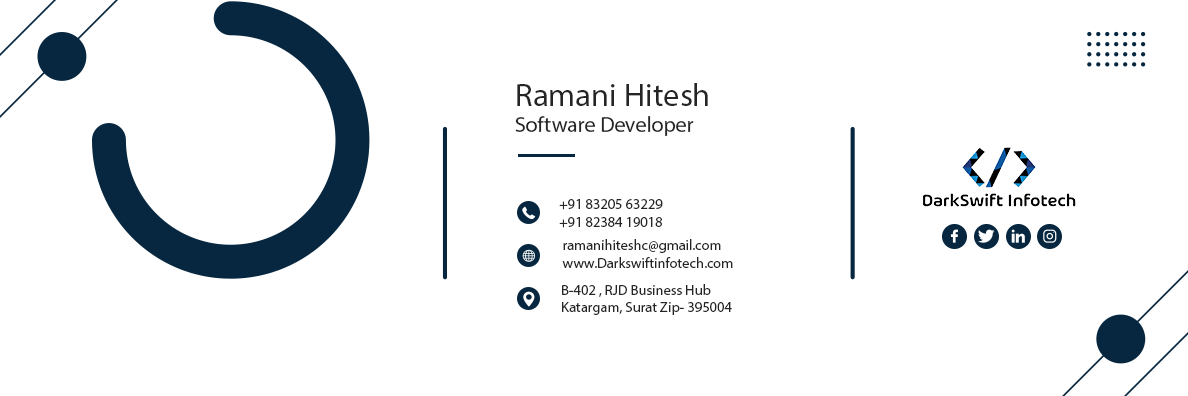 Ramani Hitesh
Software Developer
+91 83205 63229
+91 82384 19018
ramanihiteshc@gmail.com
www.Darkswiftinfotech.com
B-402 , RJD Business Hub
Katargam, Surat Zip- 395004
DarkSwift Infotech